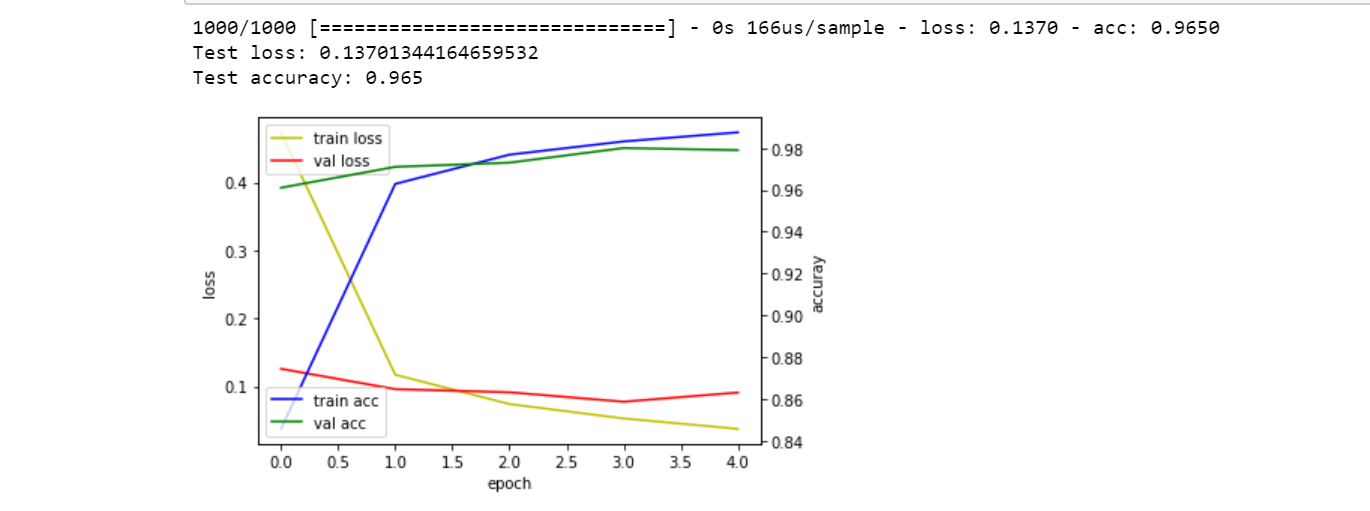 1000/1000 [==============================] - 0s 166us/sample - loss: 0.1370 - acc: 0.9650
Test loss: 0.13701344164659532
Test accuracy: 0.965
train loss
val loss
0.4
0.3
0.2
0.1
loss
0.98
0.96
0.94
0.92
0.90
0.88
0.86
0.84
accuray
train acc
val acc
0.0 0.5 1.0 1.5 2.0 2.5 3.0 3.5 4.0
epoch